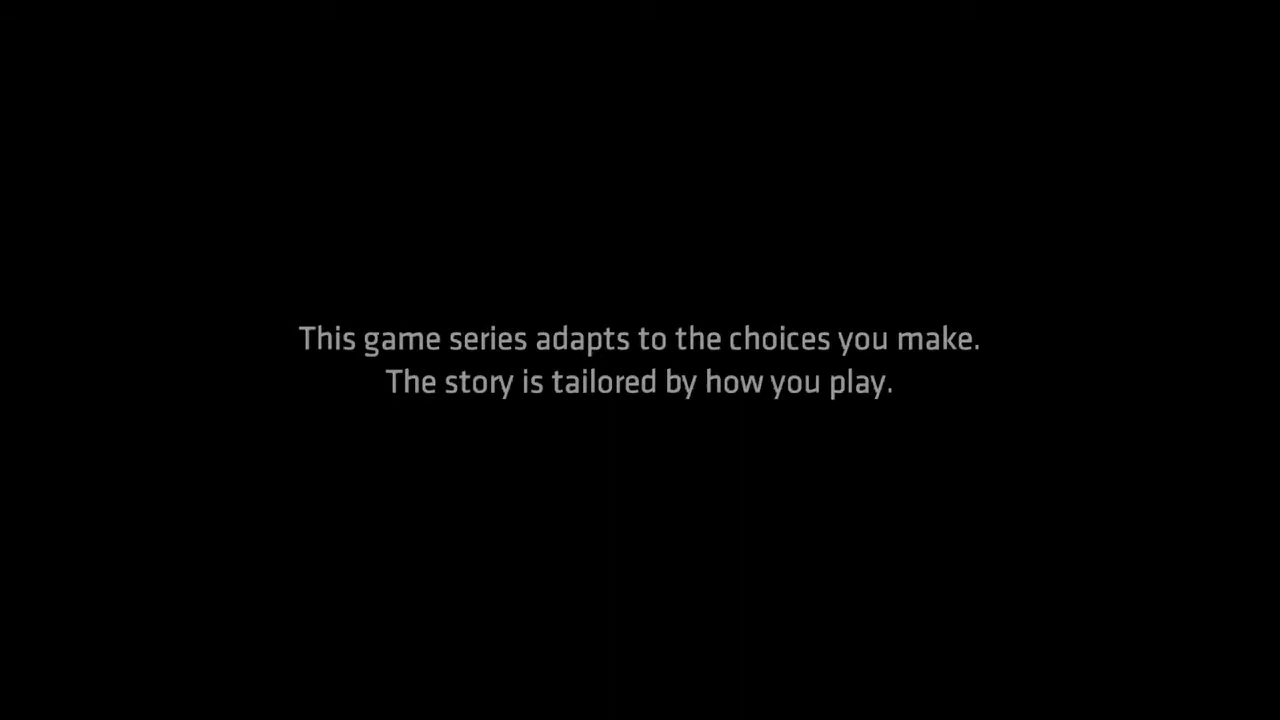 This game series adapts to the choices you make.
The story is tailored by how you play.